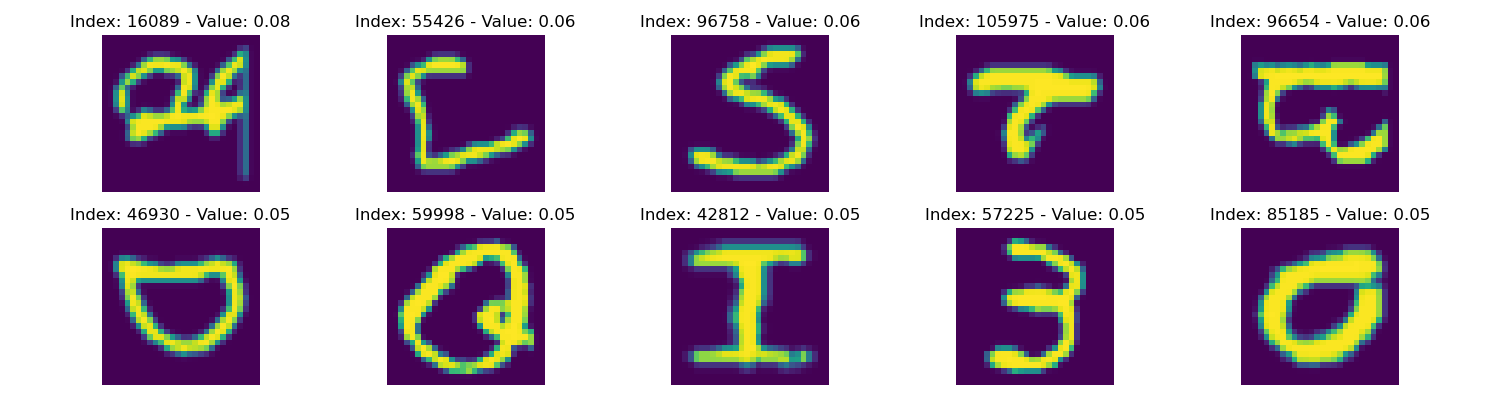 Index: 16089 - Value: 0.08 Index: 55426 - Value: 0.06 Index: 96758 - Value: 0.06 Index: 105975 - Value: 0.06 Index: 96654 - Value: 0.06
S
Index: 46930 - Value: 0.05 Index: 59998 - Value: 0.05 Index: 42812 - Value: 0.05 Index: 57225 - Value: 0.05 Index: 85185 - Value: 0.05
Q I 3